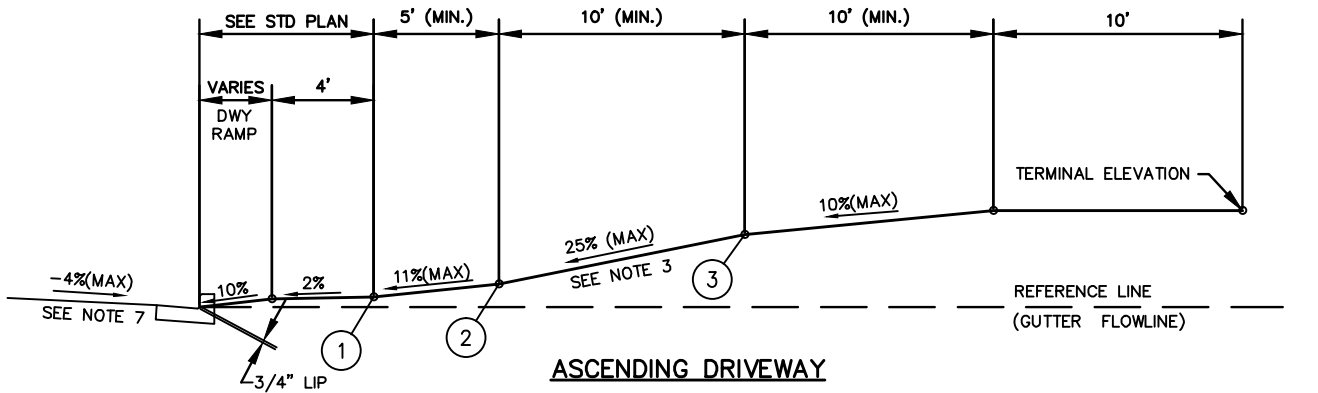 SEE STD PLAN
5' (MIN.)
10' (MIN.)
10' (MIN.)
10'
VARIES
4'
DWY
RAMP
TERMINAL ELEVATION
10%(MAX)
25% (MAX)
SEE NOTE 3
3
-4%(MAX)
10%
2%
11%(MAX)
SEE NOTE 7
REFERENCE LINE
(GUTTER FLOWLINE)
1
2
3/4" LIP
ASCENDING DRIVEWAY